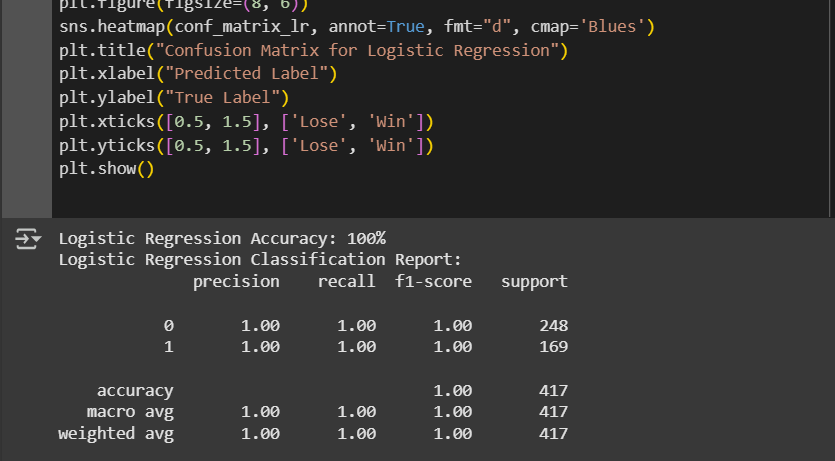 plt.figure(figsize=(8, 6))
sns.heatmap(conf_matrix_lr, annot=True, fmt="d", cmap='Blues')
plt.title("Confusion Matrix for Logistic Regression")
plt.xlabel("Predicted Label")
plt.ylabel("True Label")
plt.xticks([0.5, 1.5], ['Lose', 'Win'])
plt.yticks([0.5, 1.5], ['Lose', 'Win'])
plt.show()
Logistic Regression Accuracy: 100%
Logistic Regression Classification Report:
precision recall f1-score support
0 1.00 1.00 1.00 248
1 1.00 1.00 1.00 169
accuracy 1.00 417
macro avg 1.00 1.00 1.00 417
weighted avg 1.00 1.00 1.00 417